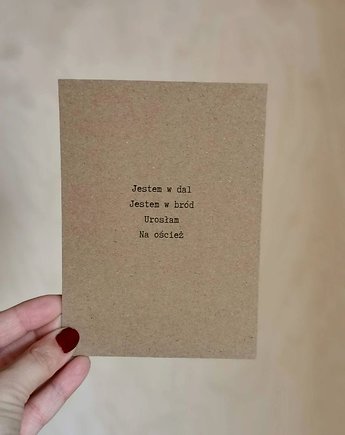 Jestem w dal
Jestem w bród
Urosłam
Na oścież